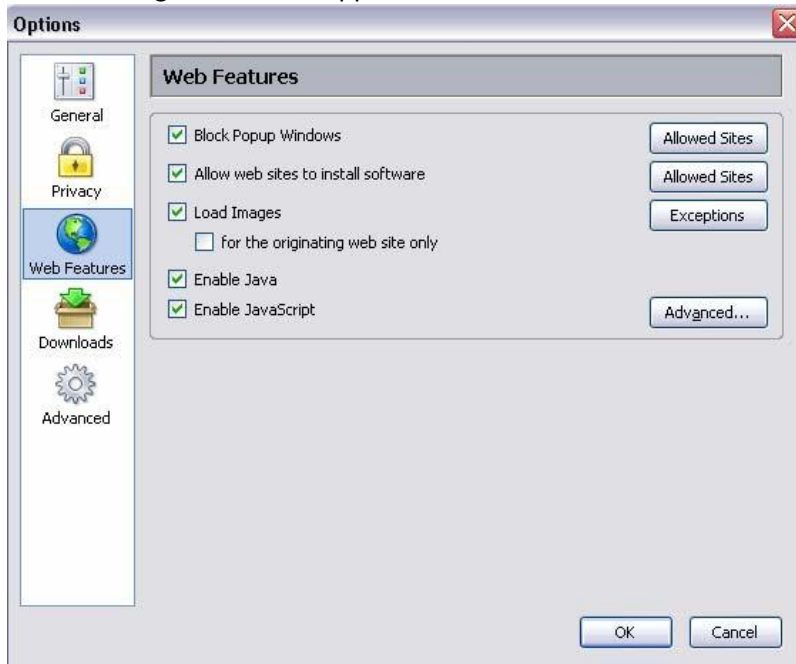 Options
General
Privacy
Web Features
Downloads
Advanced
Web Features
Block Popup Windows
Allowed Sites
Allow web sites to install software
Allowed Sites
Load Images
Exceptions
for the originating web site only
Enable Java
Enable JavaScript
Advanced...
OK
Cancel